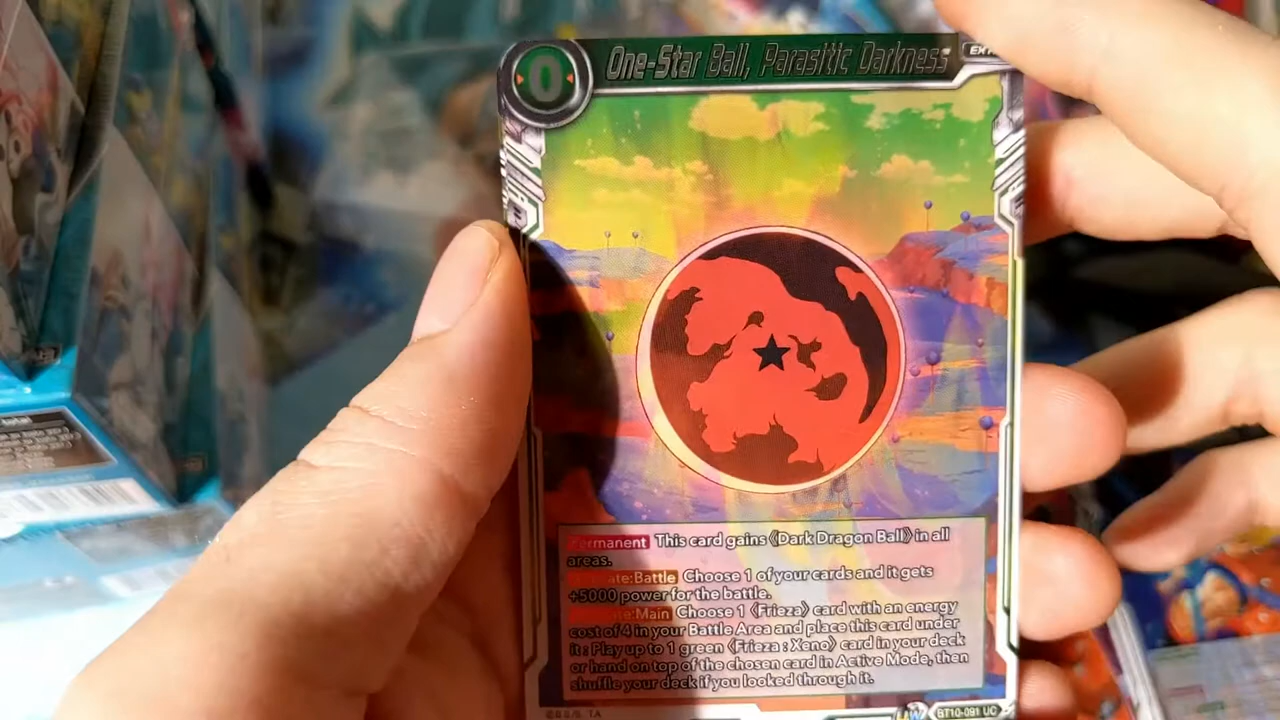 0
One-Star Ball, Parasitic Darkness
Permanent This card gains《Dark Dragon Ball》in all
areas.
Battle Choose 1 of your cards and it gets
+5000 power for the battle.
Main Choose 1 〈Frieza〉 card with an energy
cost of 4 in your Battle Area and place this card under
it : Play up to 1 green 〈Frieza : Xeno〉 card in your deck
or hand on top of the chosen card in Active Mode, then
shuffle your deck if you looked through it.
BT10-091 UC